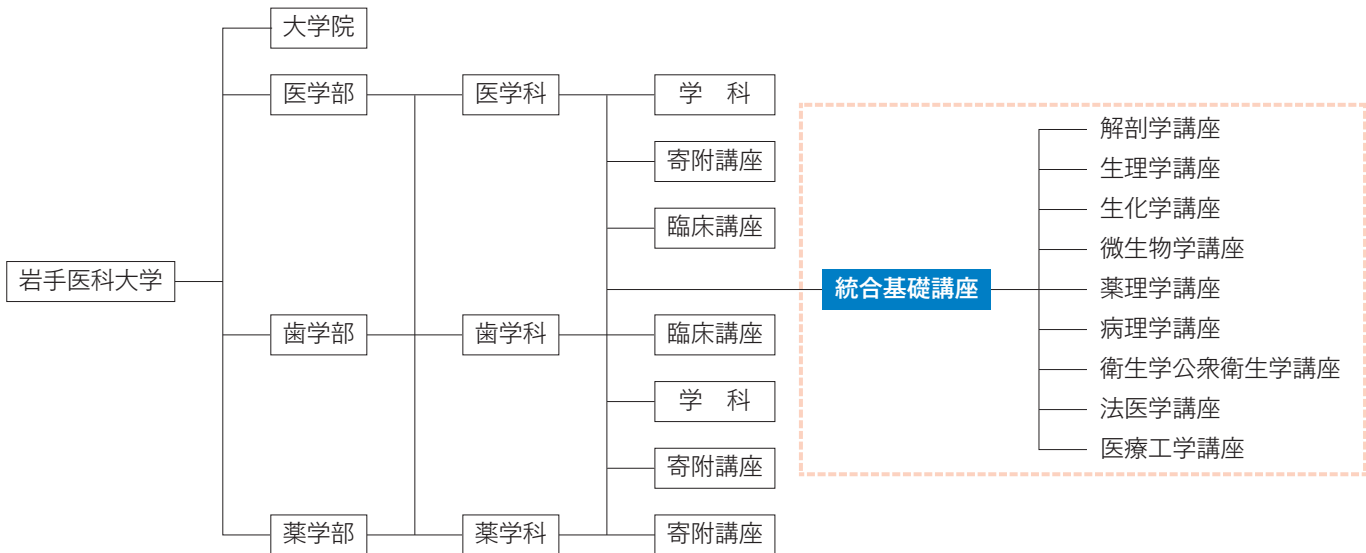 大学院
医学部
医学科
学　科
寄附講座
臨床講座
岩手医科大学
歯学部
歯学科
臨床講座
学　科
寄附講座
薬学部
薬学科
寄附講座
統合基礎講座
解剖学講座
生理学講座
生化学講座
微生物学講座
薬理学講座
病理学講座
衛生学公衆衛生学講座
法医学講座
医療工学講座